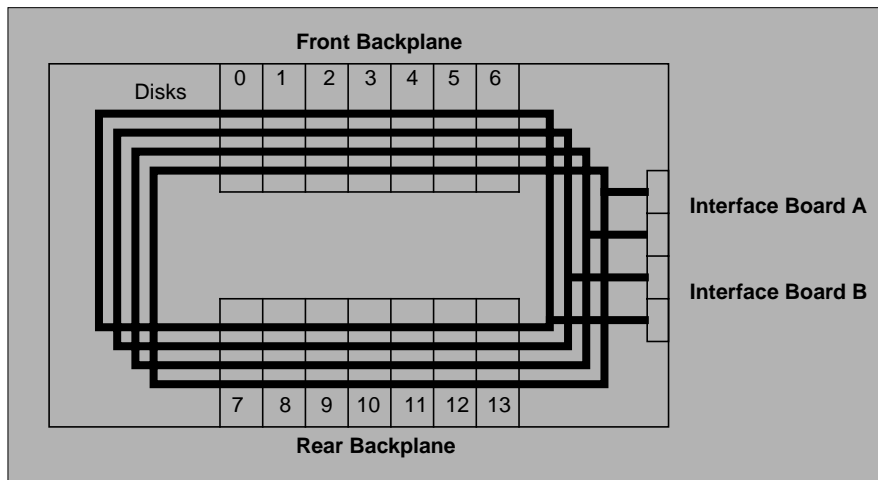 Front Backplane
Disks 0 1 2 3 4 5 6
Interface Board A
Interface Board B
7 8 9 10 11 12 13
Rear Backplane